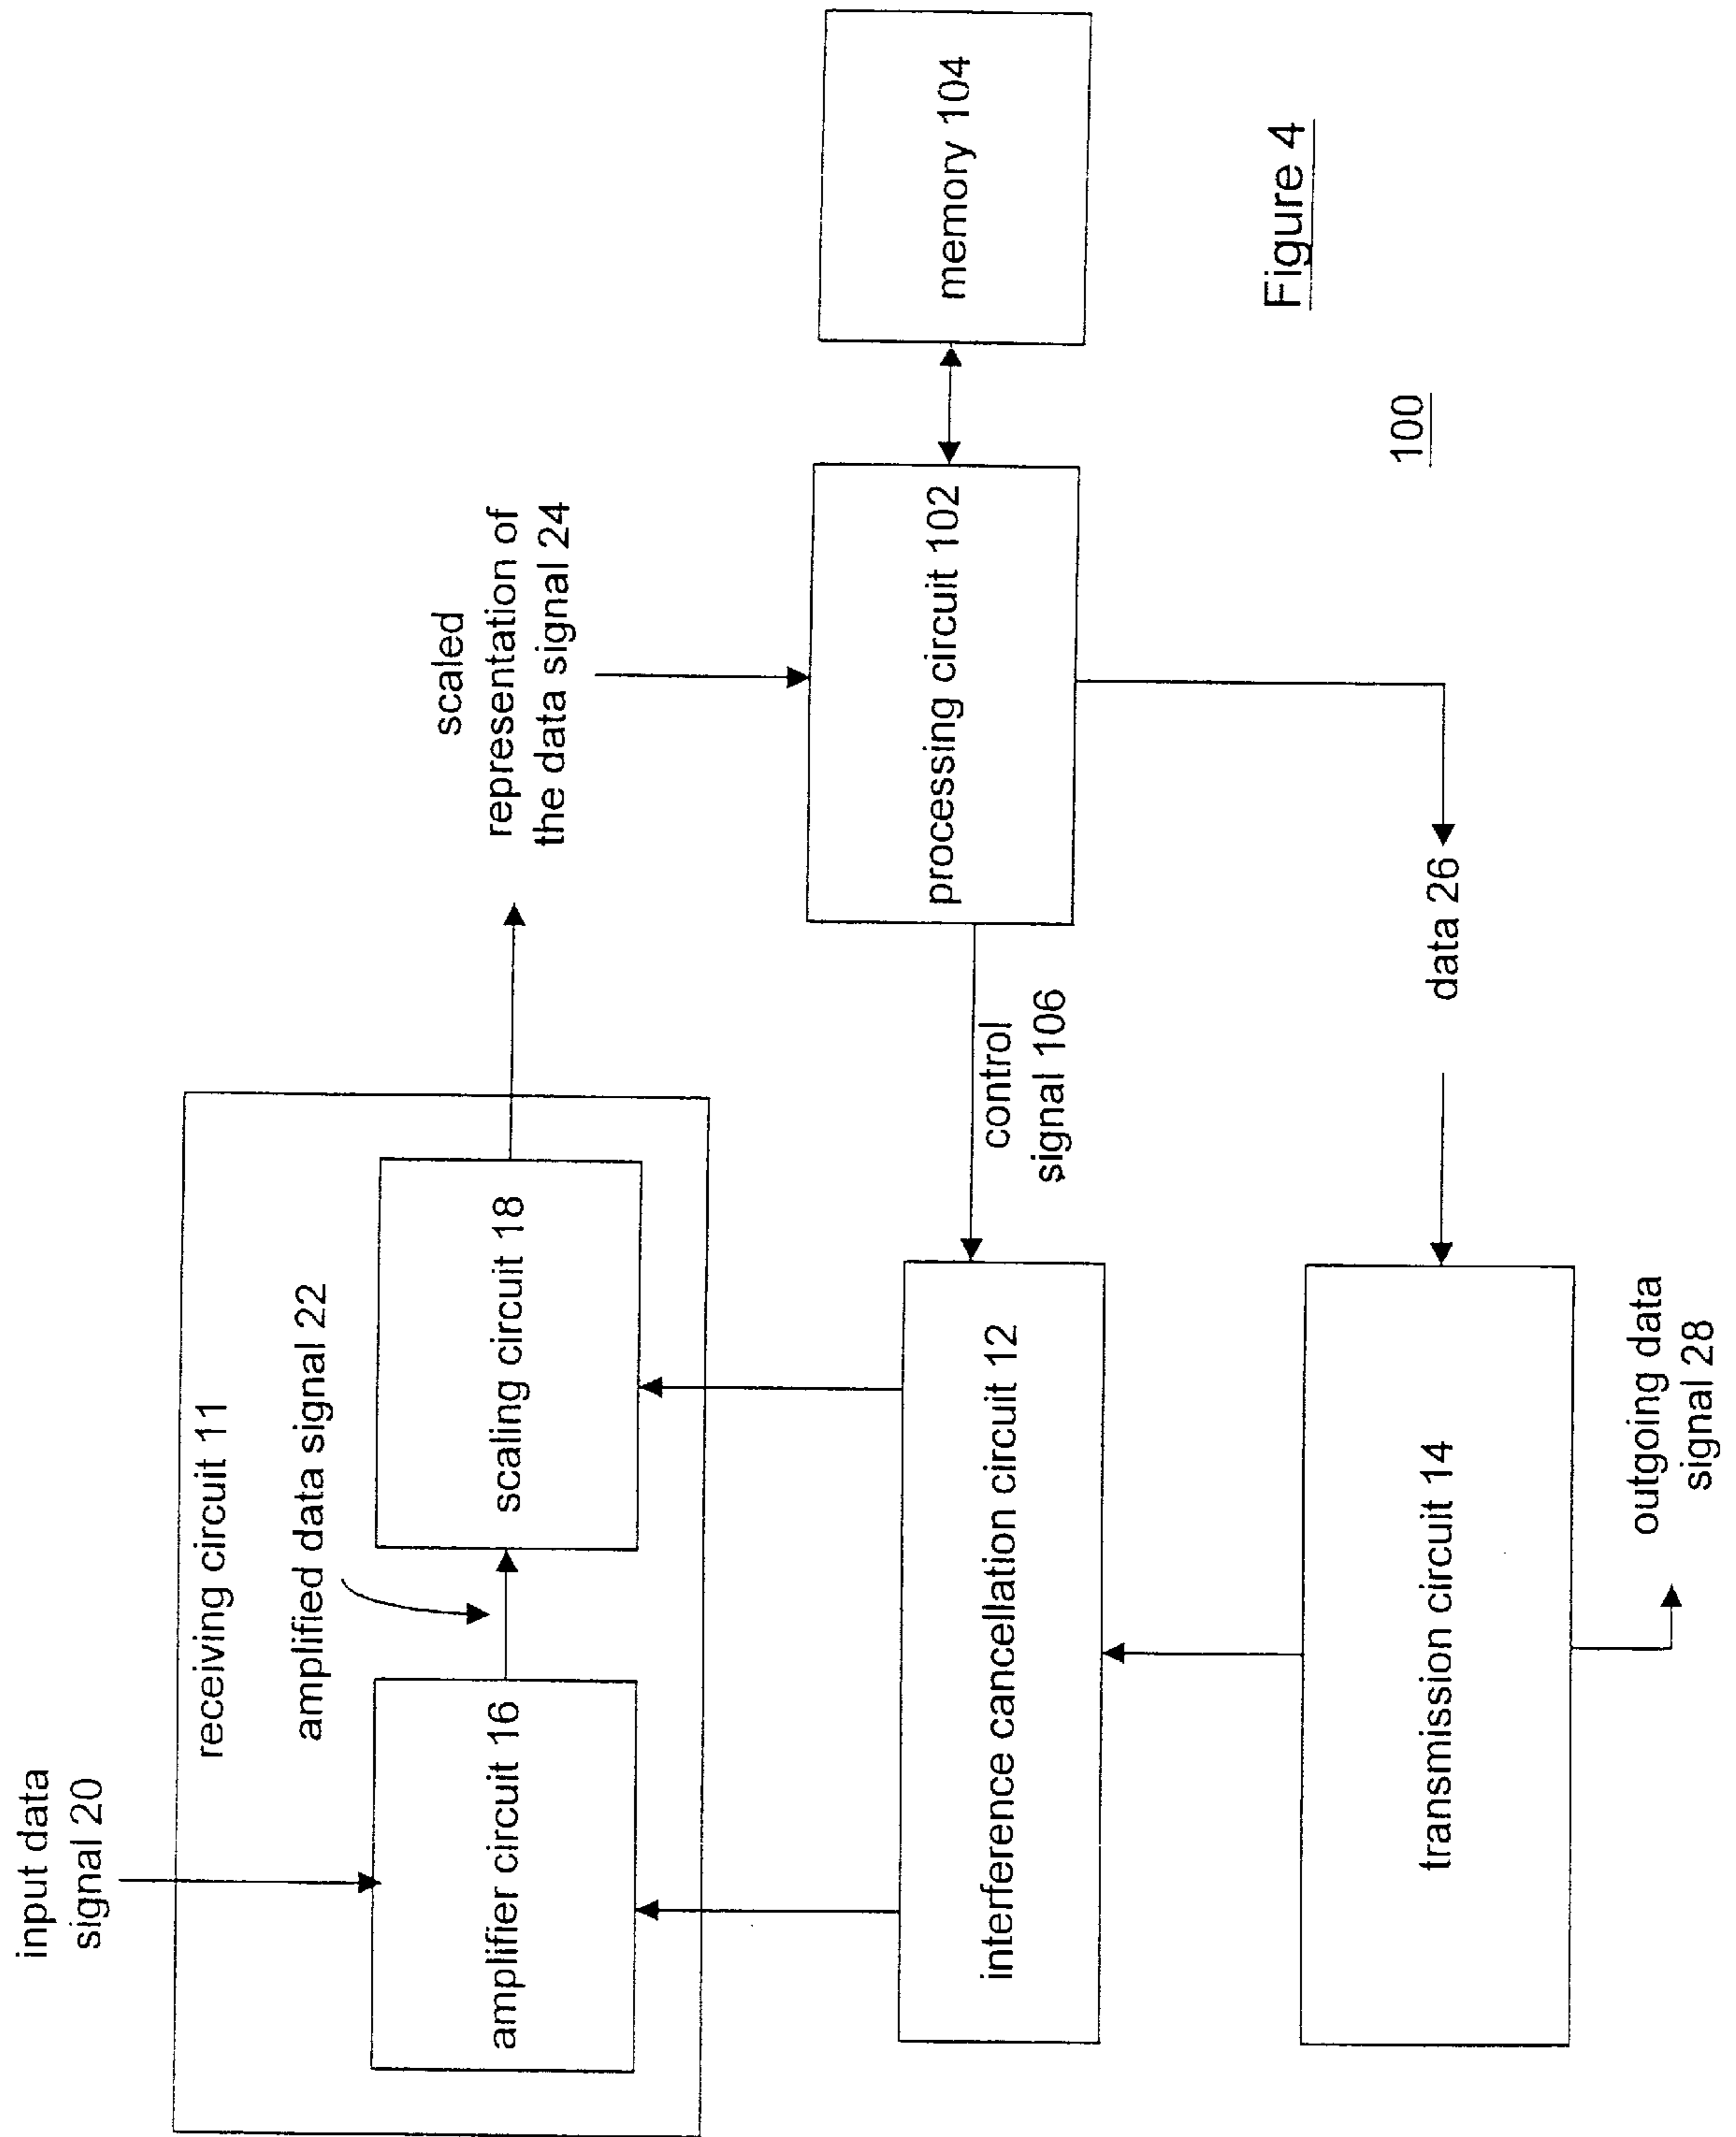 input data
signal 20
receiving circuit 11
amplified data signal 22
amplifier circuit 16
scaling circuit 18
scaled
representation of
the data signal 24
interference cancellation circuit 12
control
signal 106
processing circuit 102
memory 104
transmission circuit 14
data 26
outgoing data
signal 28
100
Figure 4